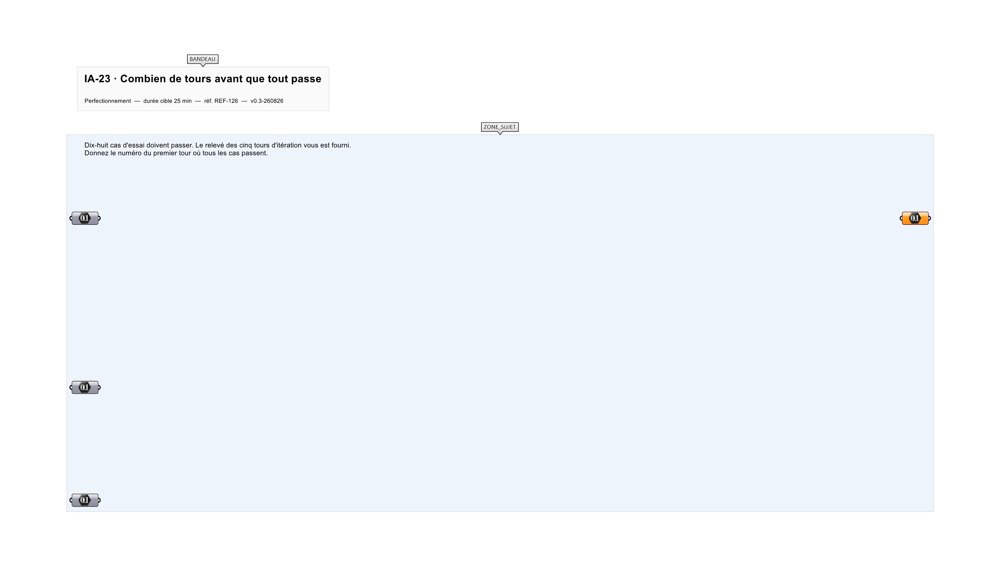 BANDEAU
IA-23 · Combien de tours avant que tout passe
Perfectionnement — durée cible 25 min — réf. REF-126 — v0.3-260826
ZONE_SUJET
Dix-huit cas d'essai doivent passer. Le relevé des cinq tours d'itération vous est fourni.
Donnez le numéro du premier tour où tous les cas passent.
0.1
0.1
0.1
0.1